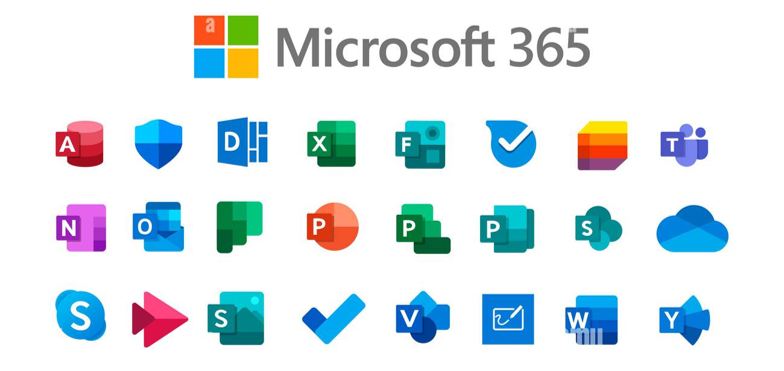 Microsoft 365
A D X F T
N O P P P S
S S V W Y